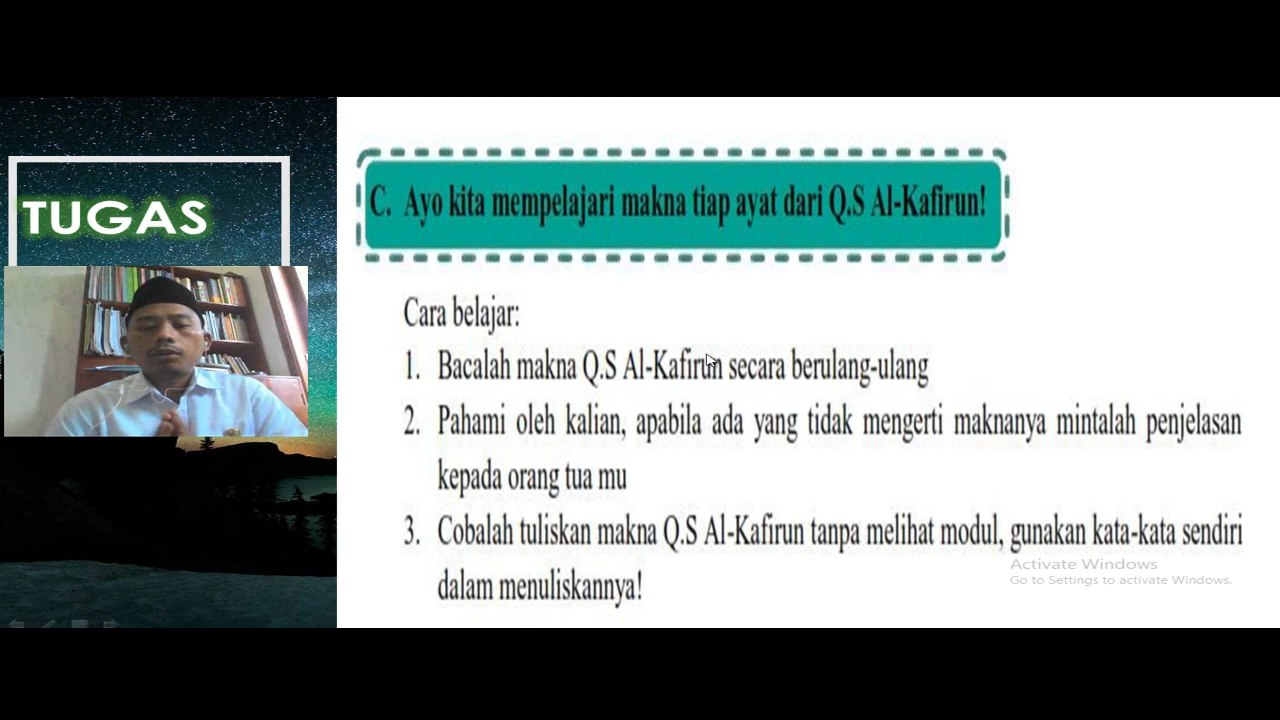 TUGAS
C. Ayo kita mempelajari makna tiap ayat dari Q.S Al-Kafirun!
Cara belajar:
1. Bacalah makna Q.S Al-Kafirun secara berulang-ulang
2. Pahami oleh kalian, apabila ada yang tidak mengerti maknanya mintalah penjelasan
kepada orang tua mu
3. Cobalah tuliskan makna Q.S Al-Kafirun tanpa melihat modul, gunakan kata-kata sendiri
dalam menuliskannya!
Activate Windows
Go to Settings to activate Windows.